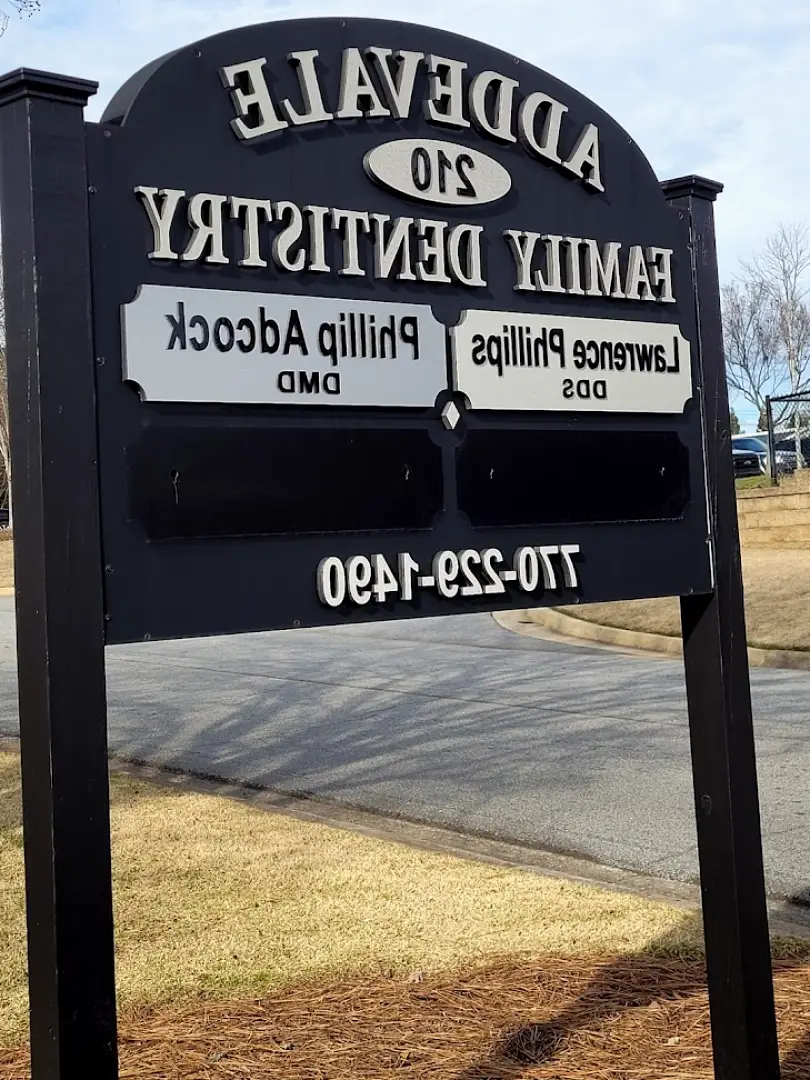 ADDEVALE
210
FAMILY DENTISTRY
Lawrence Phillips
DDS
Phillip Adcock
DMD
770-229-1490